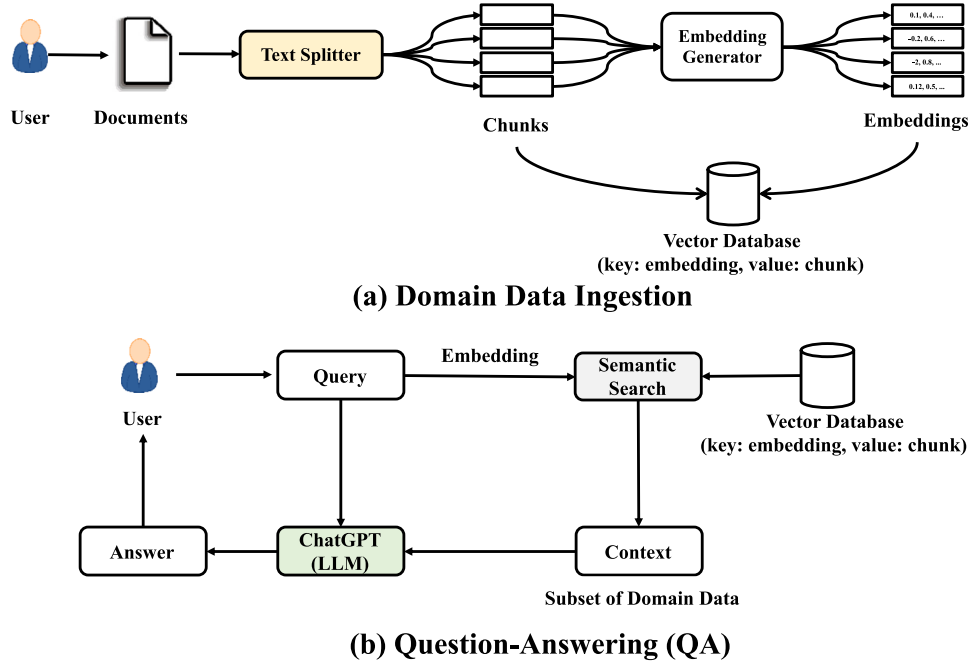 User
Documents
Text Splitter
Chunks
Embedding
Generator
0.1, 0.4, ...
-0.2, 0.6, ...
-2, 0.8, ...
0.12, 0.5, ...
Embeddings
Vector Database
(key: embedding, value: chunk)
(a) Domain Data Ingestion
User
Query
Embedding
Semantic
Search
Vector Database
(key: embedding, value: chunk)
Answer
ChatGPT
(LLM)
Context
Subset of Domain Data
(b) Question-Answering (QA)